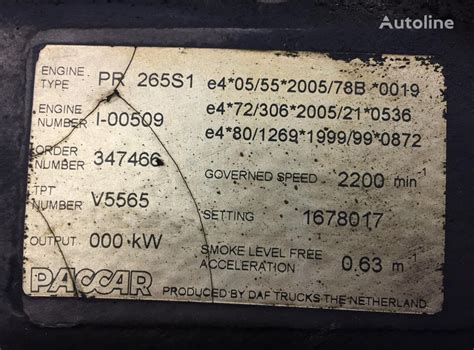 Autoline
ENGINE TYPE PR 265S1
ENGINE NUMBER I-00509
ORDER NUMBER 347466
TPT NUMBER V5565
OUTPUT 000 kW
PACCAR
e4*05/55*2005/78B *0019
e4*72/306*2005/21*0536
e4*80/1269*1999/99*0872
GOVERNED SPEED 2200 min-1
SETTING 1678017
SMOKE LEVEL FREE
ACCELERATION 0.63 m-1
PRODUCED BY DAF TRUCKS THE NETHERLAND.